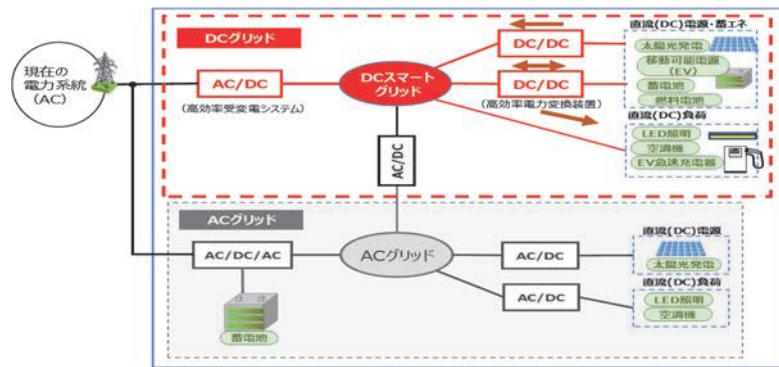 DCグリッド
現在の
電力系統
(AC)
AC/DC
(高効率受変電システム)
DCスマート
グリッド
DC/DC
DC/DC
(高効率電力変換装置)
直流(DC)電源・蓄エネ
太陽光発電
移動可能電源
(EV)
蓄電池
燃料電池
直流(DC)負荷
LED照明
空調機
EV急速充電器
AC/DC
ACグリッド
AC/DC/AC
蓄電池
ACグリッド
AC/DC
AC/DC
直流(DC)電源
太陽光発電
直流(DC)負荷
LED照明
空調機